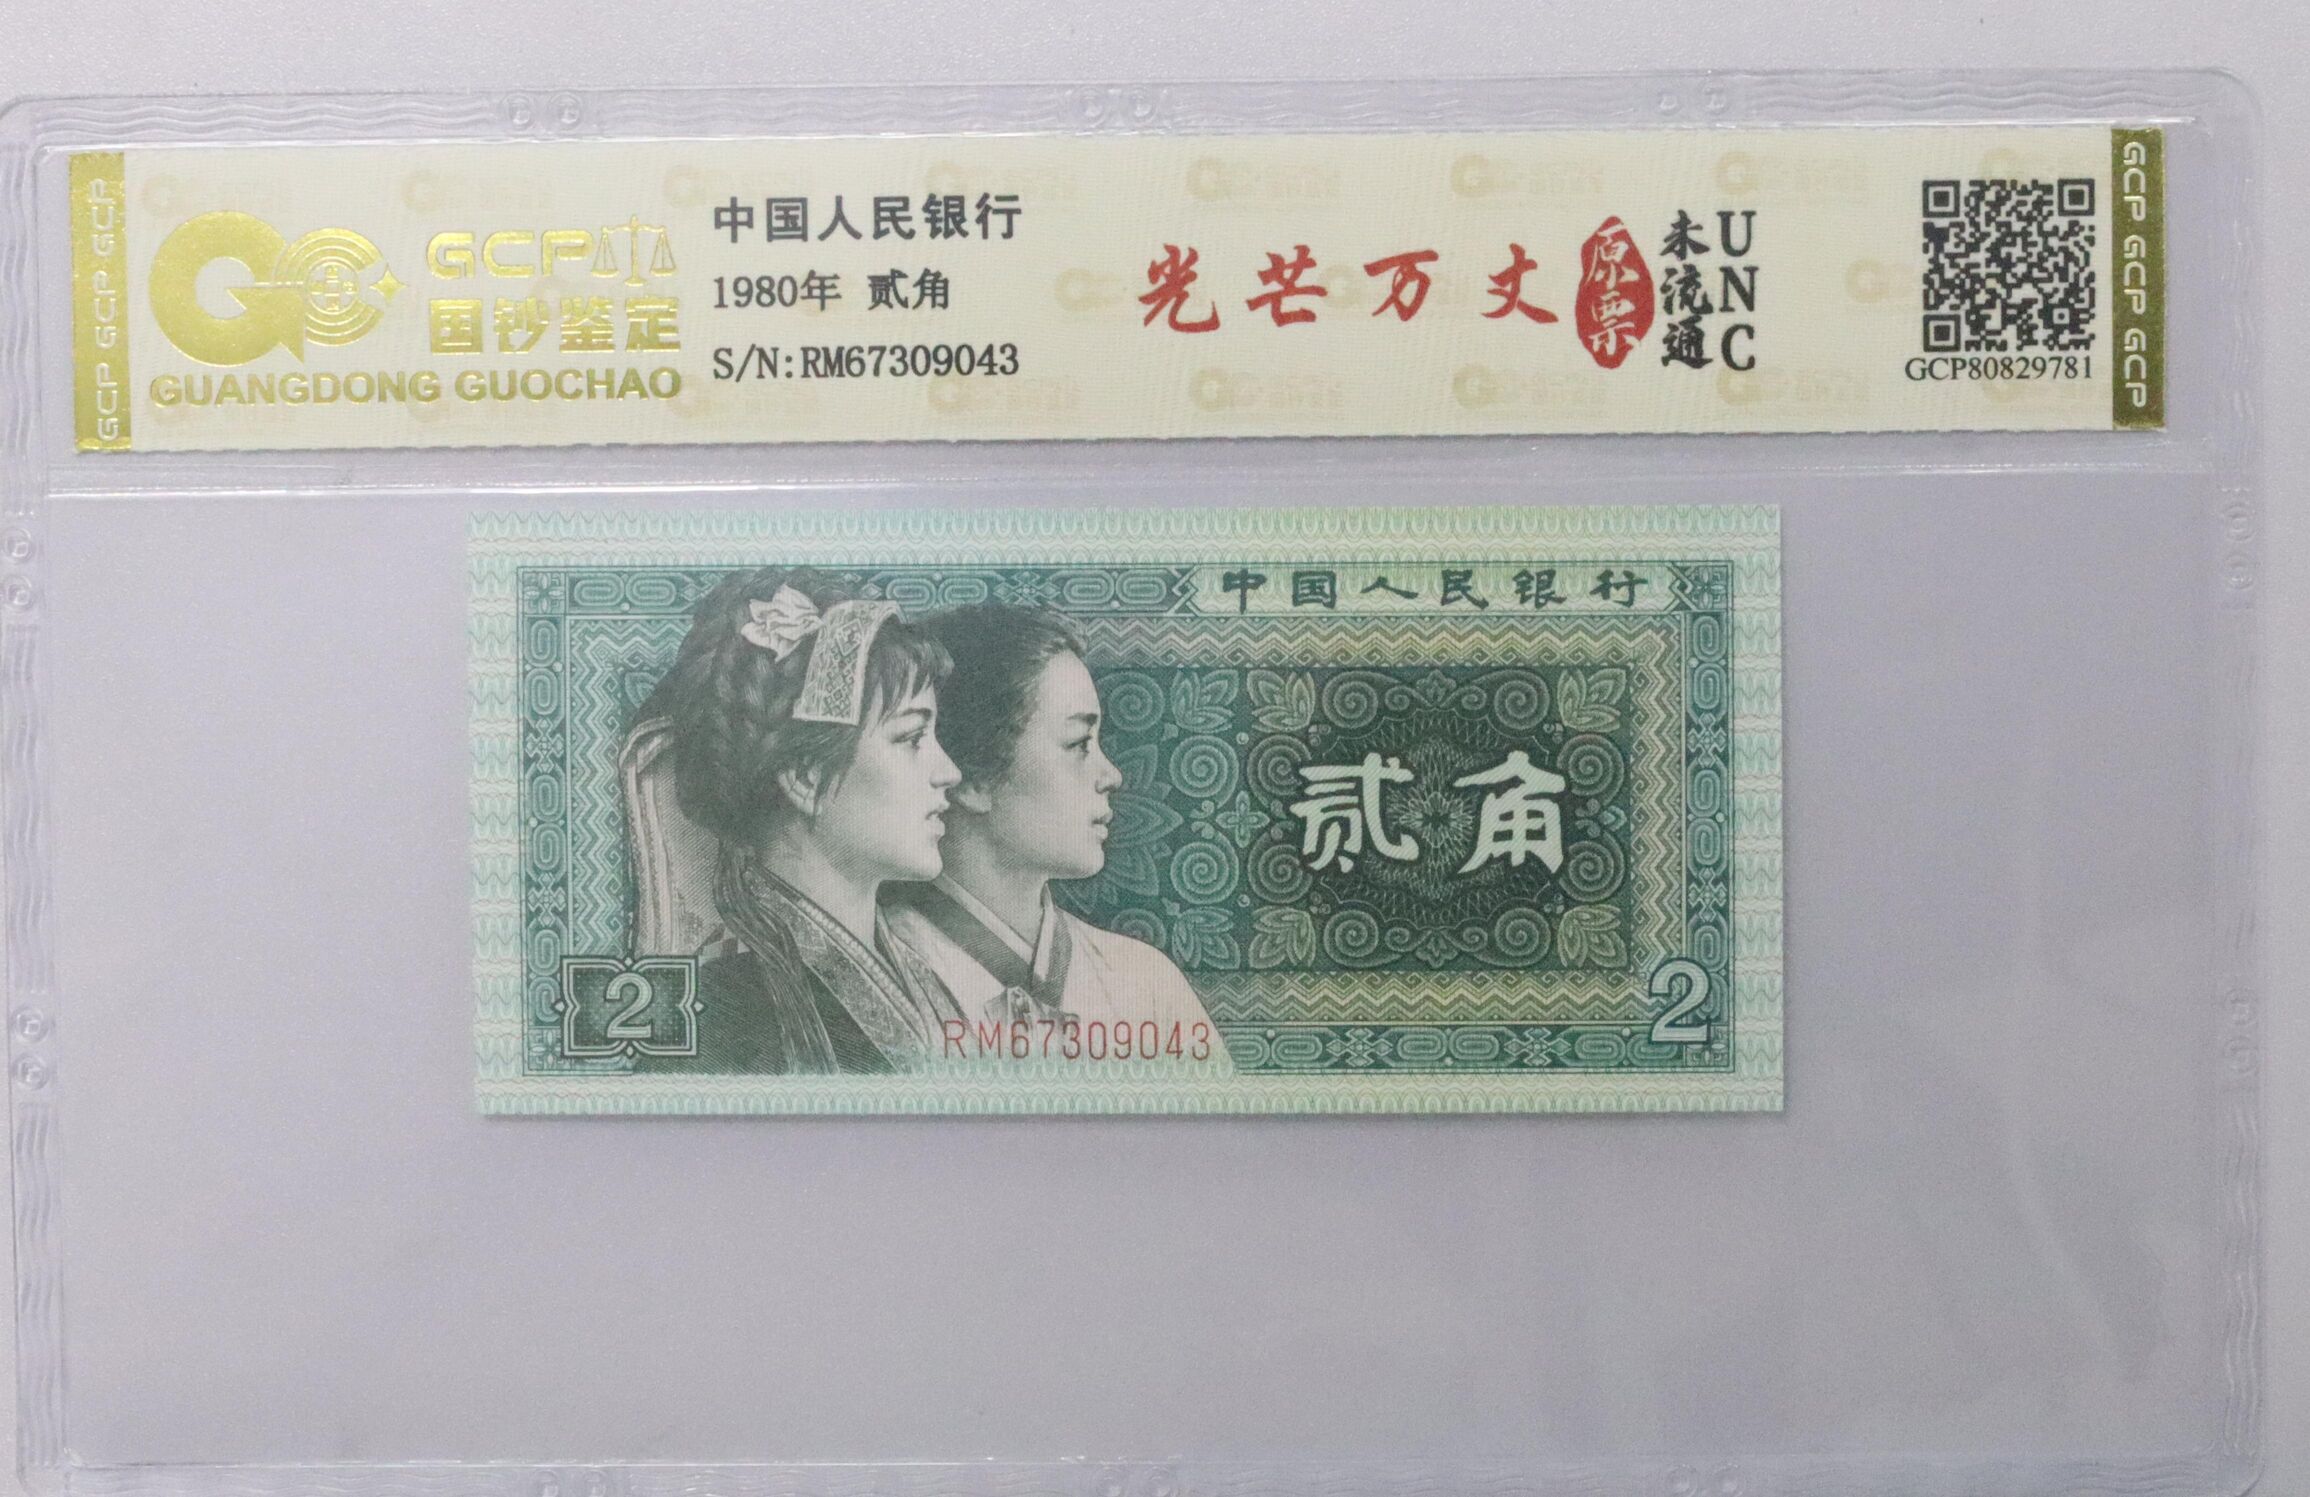 GCP GCP GCP
GCP
国钞鉴定
GUANGDONG GUOCHAO
中国人民银行
1980年 贰角
S/N:RM67309043
光芒万丈
原票
未流通
UNC
GCP80829781
GCP GCP GCP
中国人民银行
贰角
2
2
RM67309043